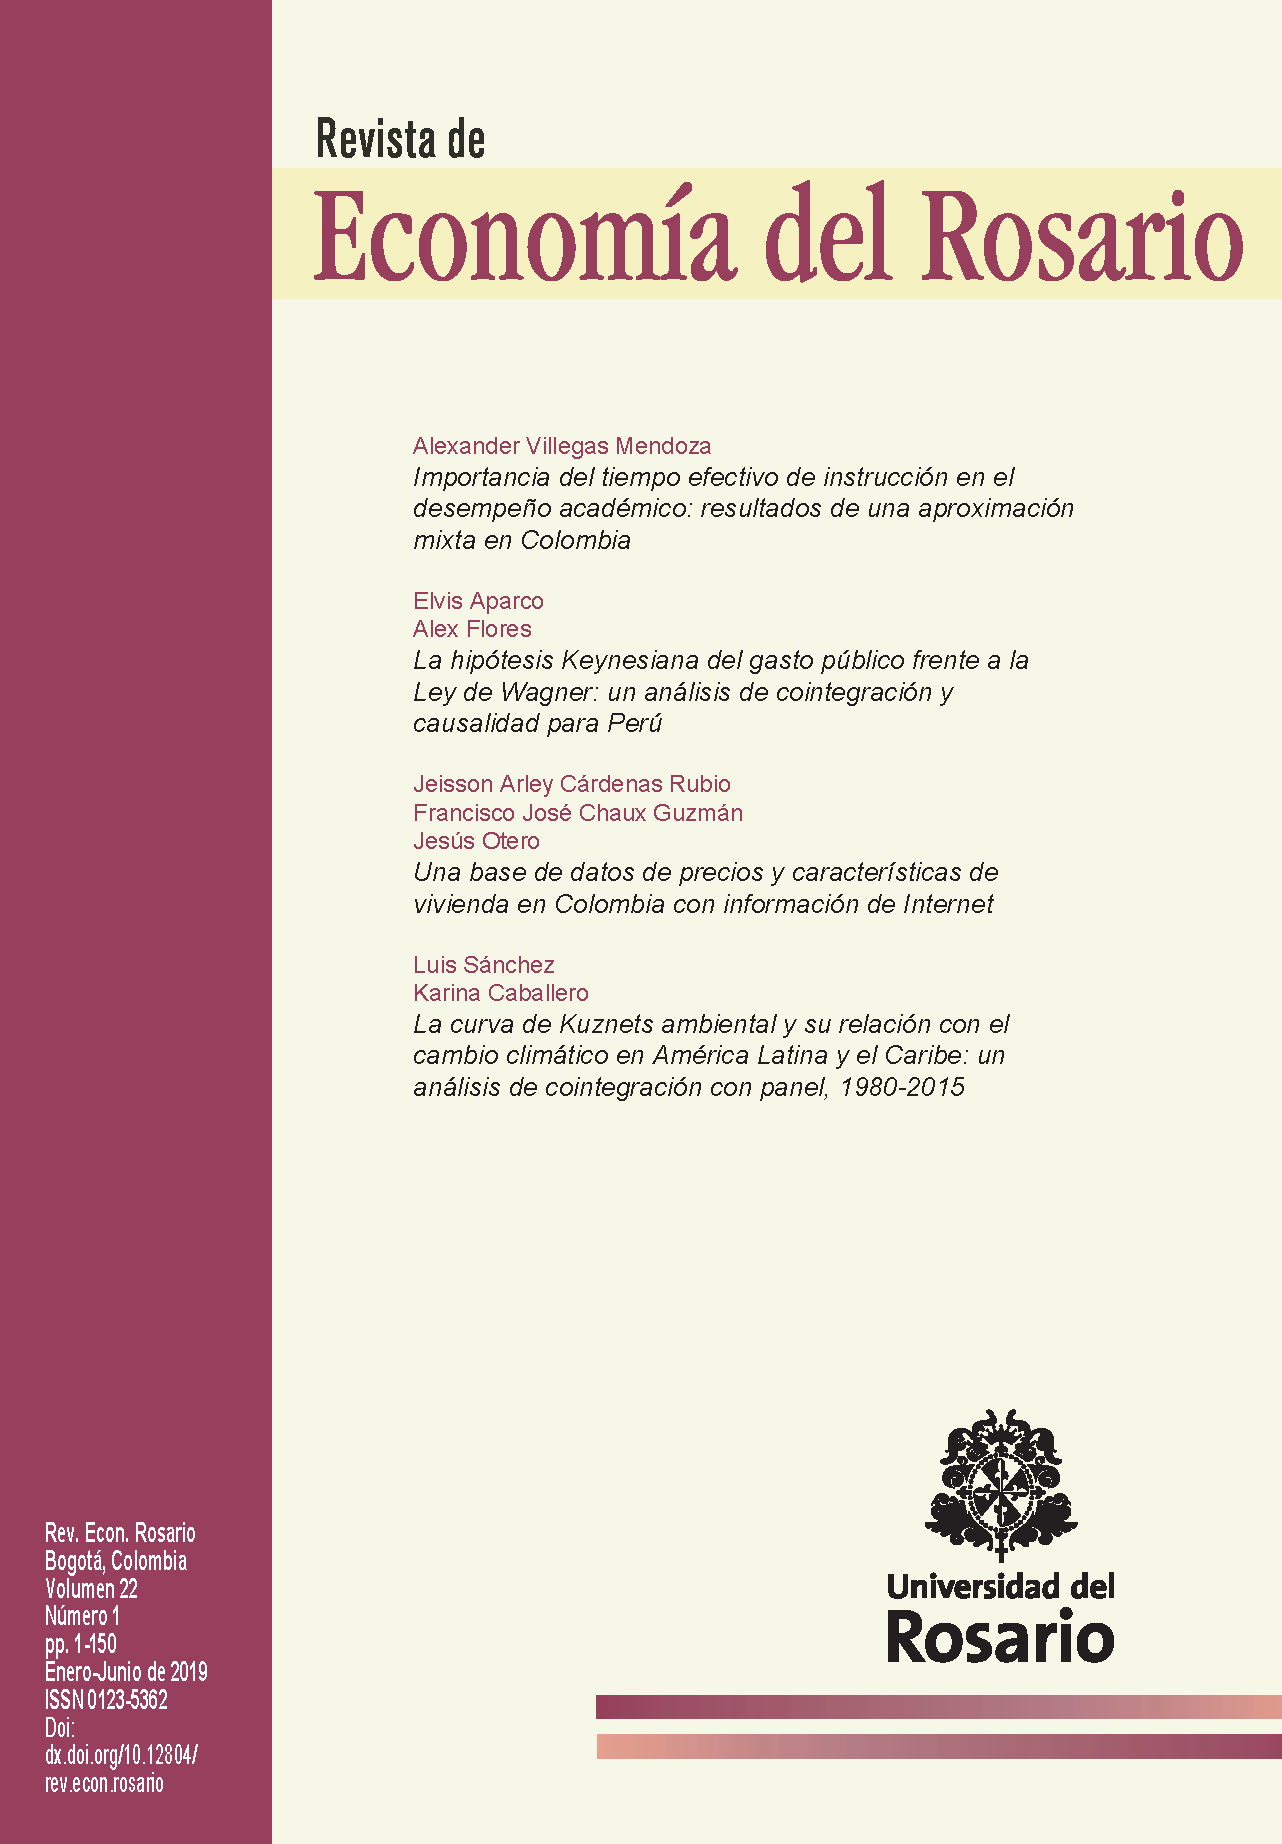 Revista de
Economía del Rosario
Alexander Villegas Mendoza
Importancia del tiempo efectivo de instrucción en el
desempeño académico: resultados de una aproximación
mixta en Colombia
Elvis Aparco
Alex Flores
La hipótesis Keynesiana del gasto público frente a la
Ley de Wagner: un análisis de cointegración y
causalidad para Perú
Jeisson Arley Cárdenas Rubio
Francisco José Chaux Guzmán
Jesús Otero
Una base de datos de precios y características de
vivienda en Colombia con información de Internet
Luis Sánchez
Karina Caballero
La curva de Kuznets ambiental y su relación con el
cambio climático en América Latina y el Caribe: un
análisis de cointegración con panel, 1980-2015
Rev. Econ. Rosario
Bogotá, Colombia
Volumen 22
Número 1
pp. 1-150
Enero-Junio de 2019
ISSN 0123-5362
Doi:
dx.doi.org/10.12804/
rev.econ.rosario
Universidad del
Rosario